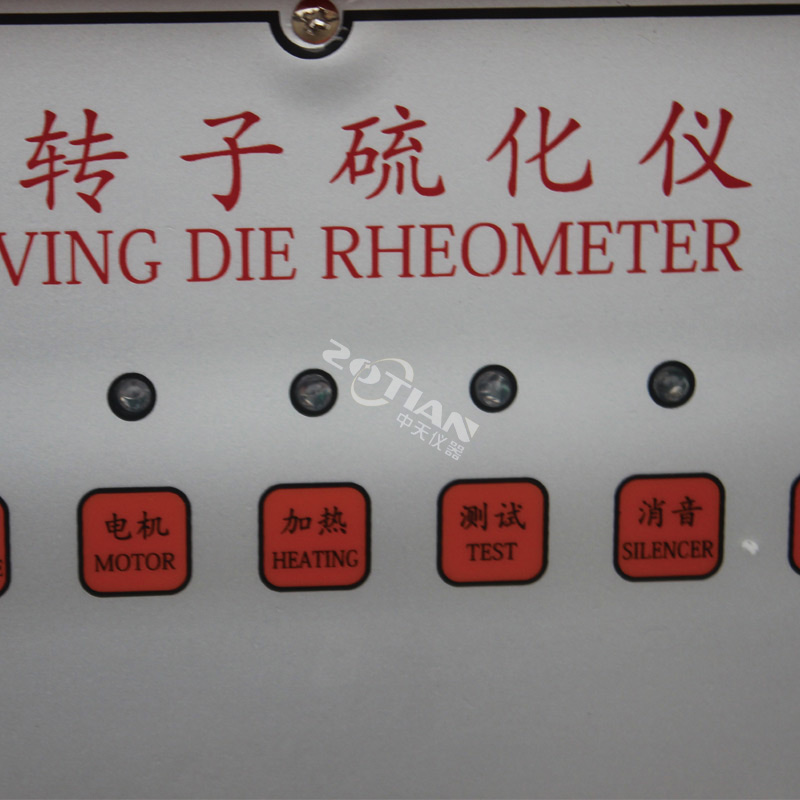 转子硫化仪
VING DIE RHEOMETER
ZOTIAN
中天仪器
电机
MOTOR
加热
HEATING
测试
TEST
消音
SILENCER